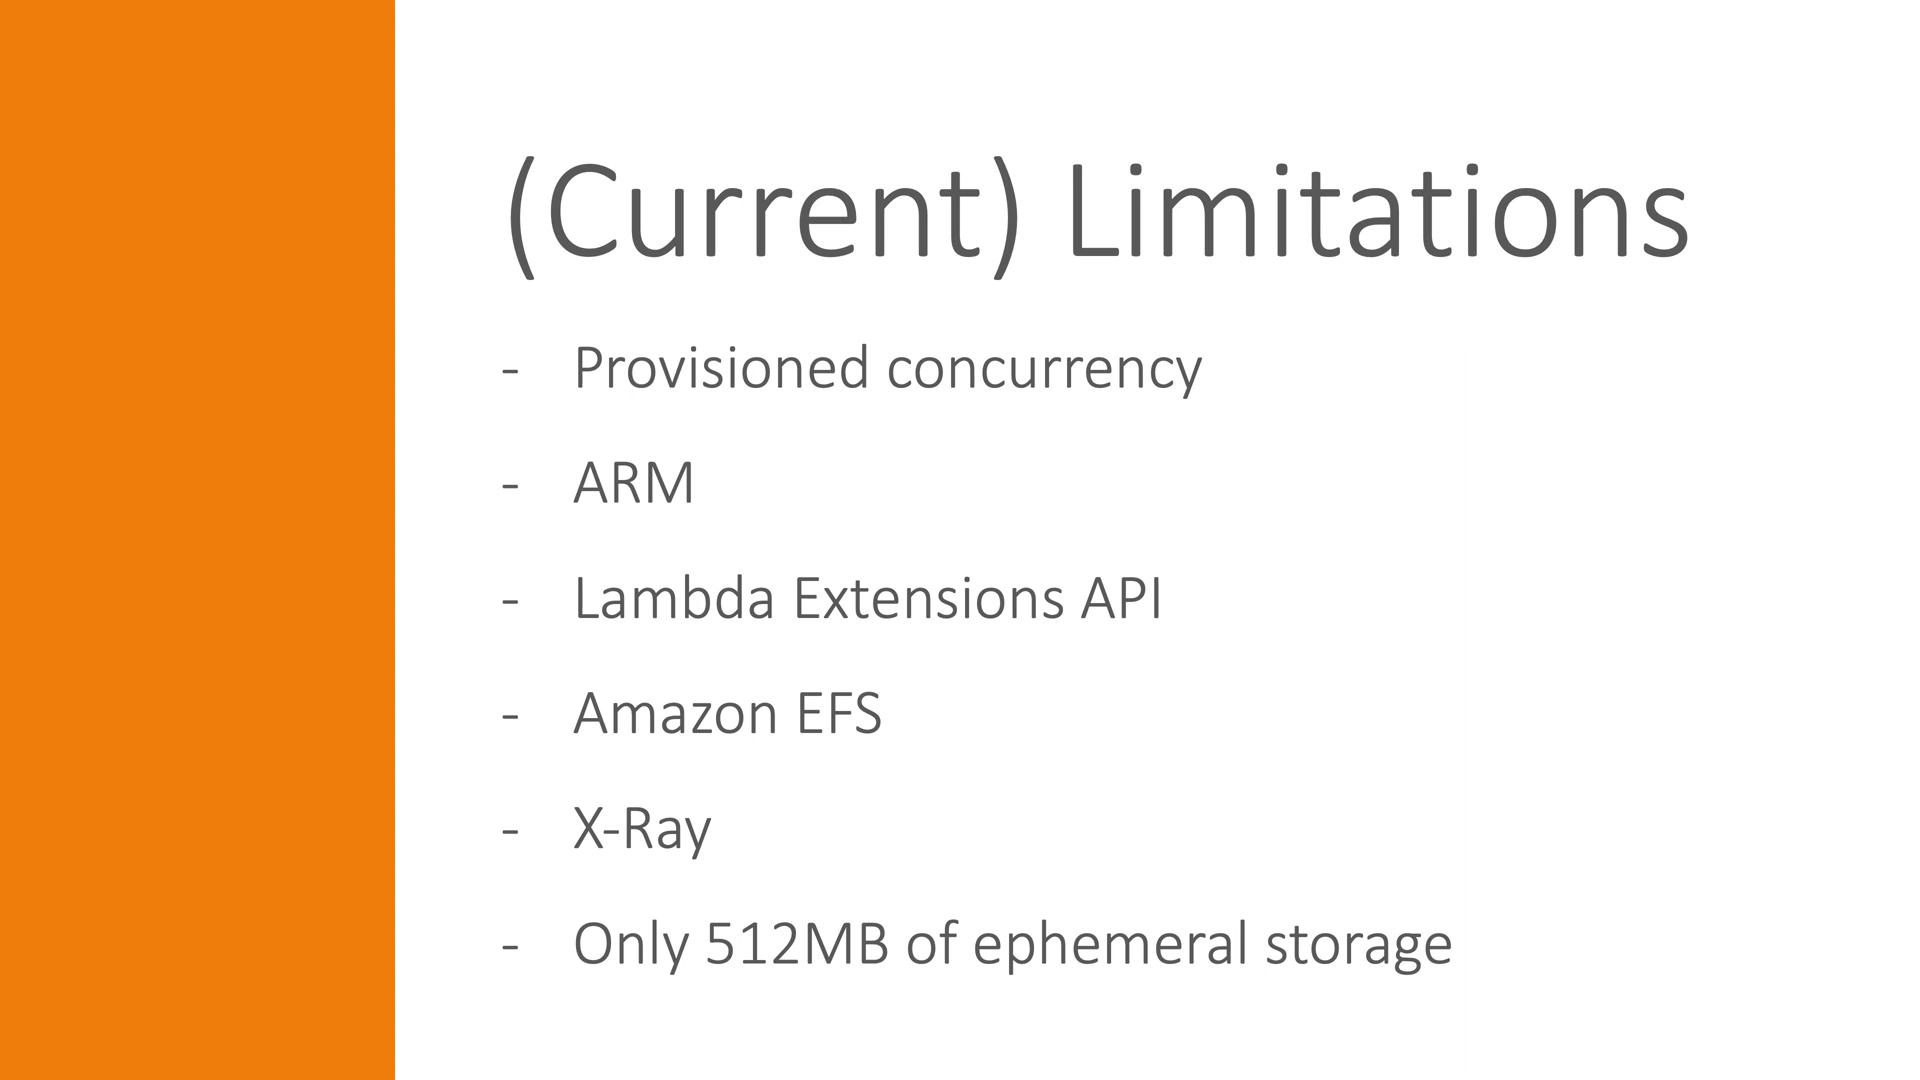 (Current) Limitations
- Provisioned concurrency
- ARM
- Lambda Extensions API
- Amazon EFS
- X-Ray
- Only 512MB of ephemeral storage